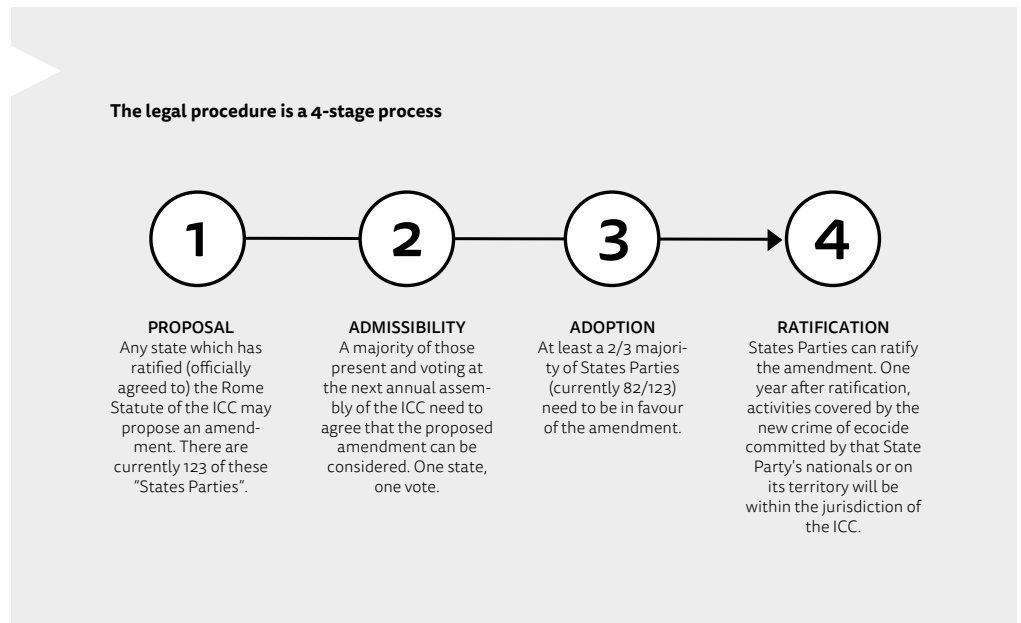 The legal procedure is a 4-stage process
1
2
3
4
PROPOSAL
Any state which has
ratified (officially
agreed to) the Rome
Statute of the ICC may
propose an amend-
ment. There are
currently 123 of these
“States Parties”.
ADMISSIBILITY
A majority of those
present and voting at
the next annual assem-
bly of the ICC need to
agree that the proposed
amendment can be
considered. One state,
one vote.
ADOPTION
At least a 2/3 majori-
ty of States Parties
(currently 82/123)
need to be in favour
of the amendment.
RATIFICATION
States Parties can ratify
the amendment. One
year after ratification,
activities covered by the
new crime of ecocide
committed by that State
Party's nationals or on
its territory will be
within the jurisdiction of
the ICC.